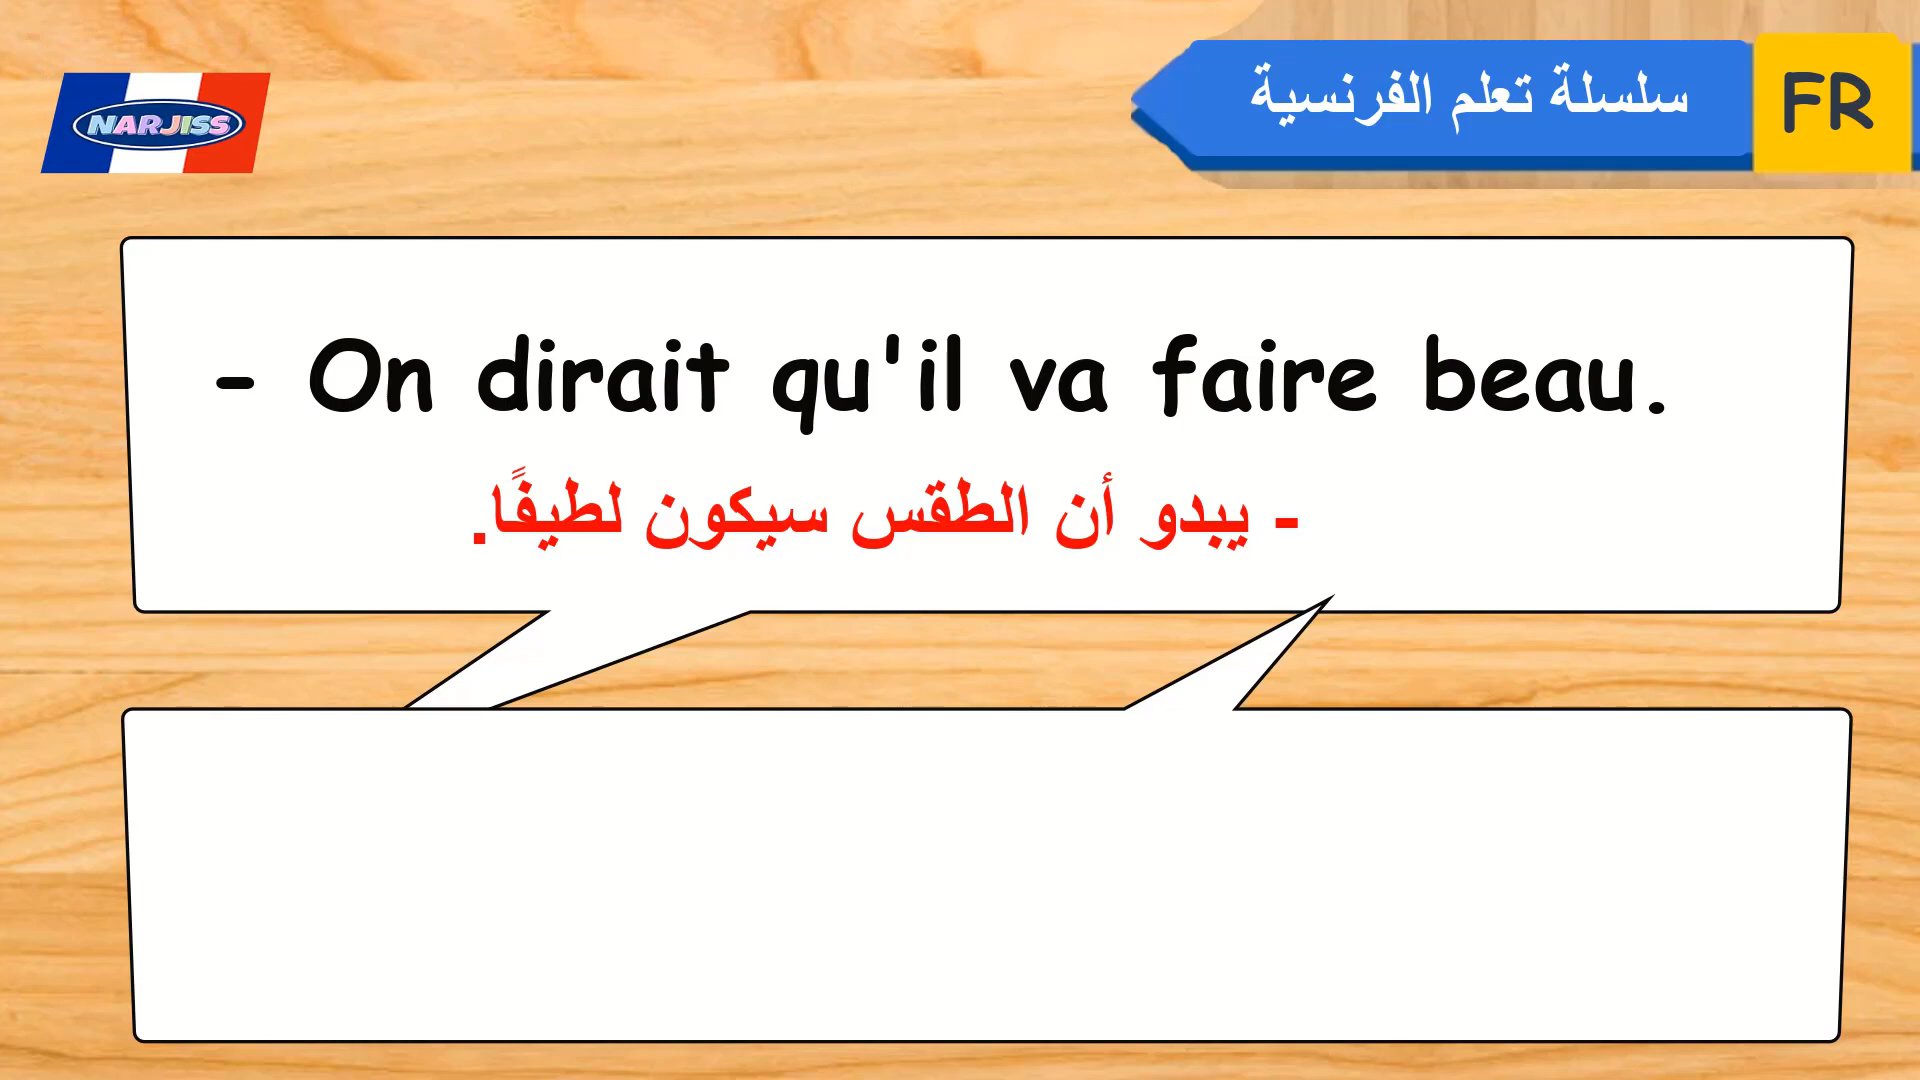 NARJISS
سلسلة تعلم الفرنسية
FR
- On dirait qu'il va faire beau.
- يبدو أن الطقس سيكون لطيفًا.